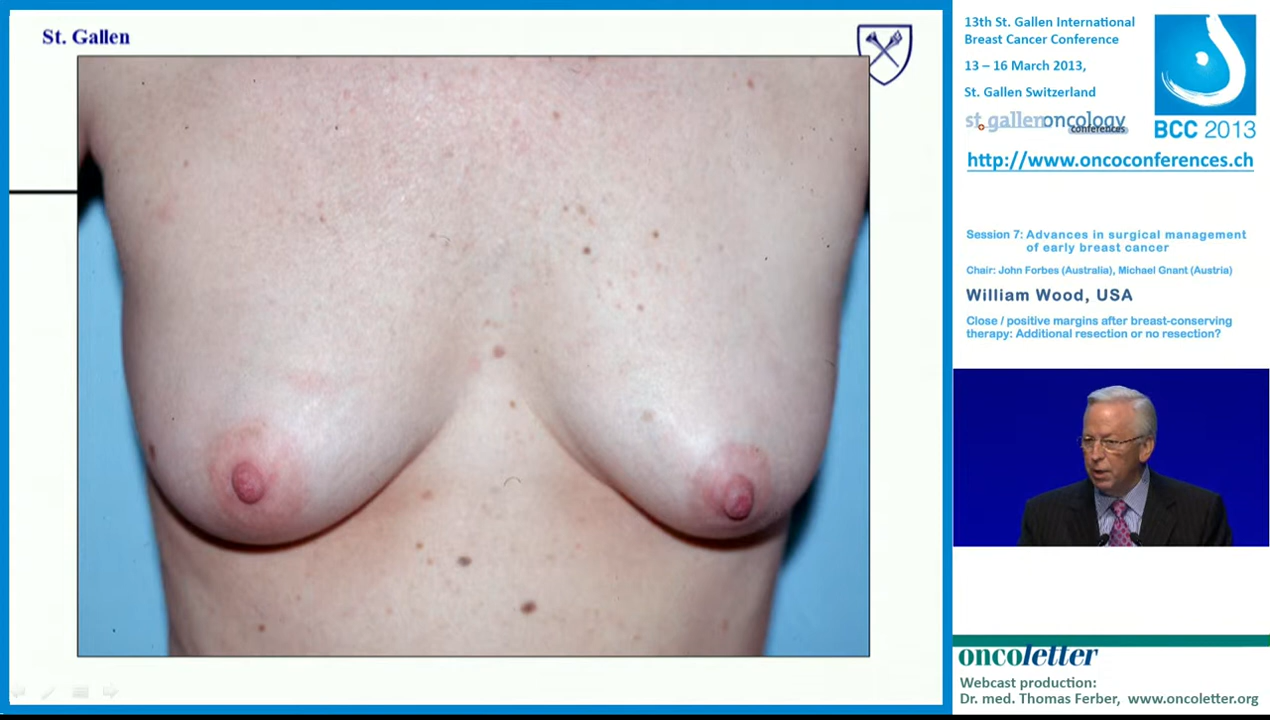 St. Gallen
13th St. Gallen International
Breast Cancer Conference
13 – 16 March 2013,
St. Gallen Switzerland
st.gallenoncology
conferences
BCC 2013
http://www.oncoconferences.ch
Session 7: Advances in surgical management
of early breast cancer
Chair: John Forbes (Australia), Michael Gnant (Austria)
William Wood, USA
Close / positive margins after breast-conserving
therapy: Additional resection or no resection?
oncoletter
Webcast production:
Dr. med. Thomas Ferber, www.oncoletter.org